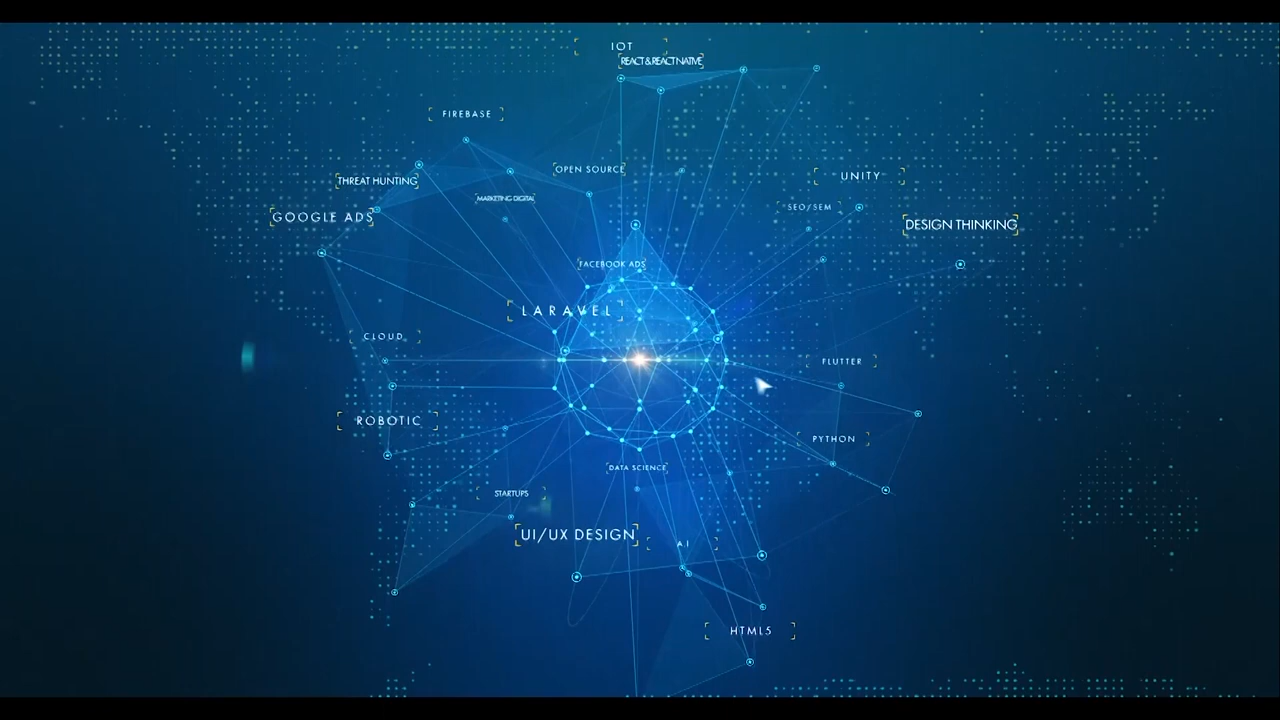 IOT
REACT & REACT NATIVE
FIREBASE
OPEN SOURCE
UNITY
THREAT HUNTING
MARKETING DIGITAL
SEO/SEM
GOOGLE ADS
DESIGN THINKING
FACEBOOK ADS
LARAVEL
CLOUD
FLUTTER
ROBOTIC
PYTHON
DATA SCIENCE
STARTUPS
UI/UX DESIGN
AI
HTML5